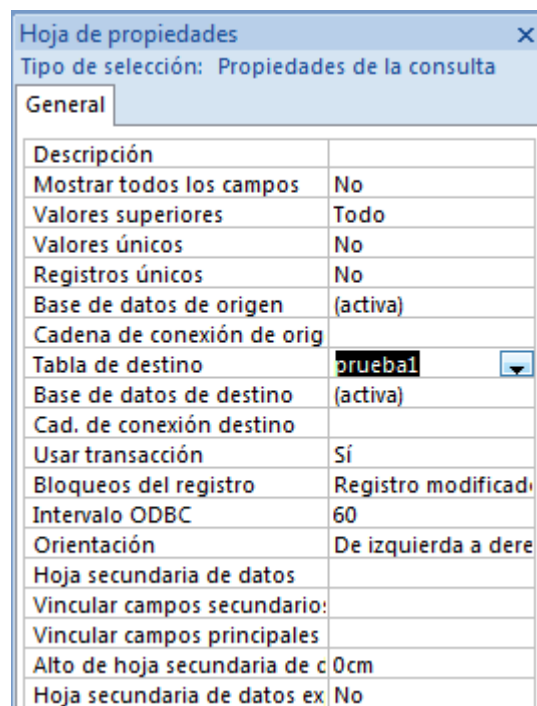 Hoja de propiedades
Tipo de selección: Propiedades de la consulta
General
Descripción
Mostrar todos los campos No
Valores superiores Todo
Valores únicos No
Registros únicos No
Base de datos de origen (activa)
Cadena de conexión de orig
Tabla de destino prueba1
Base de datos de destino (activa)
Cad. de conexión destino
Usar transacción Sí
Bloqueos del registro Registro modificad
Intervalo ODBC 60
Orientación De izquierda a dere
Hoja secundaria de datos
Vincular campos secundarios
Vincular campos principales
Alto de hoja secundaria de d 0cm
Hoja secundaria de datos ex No